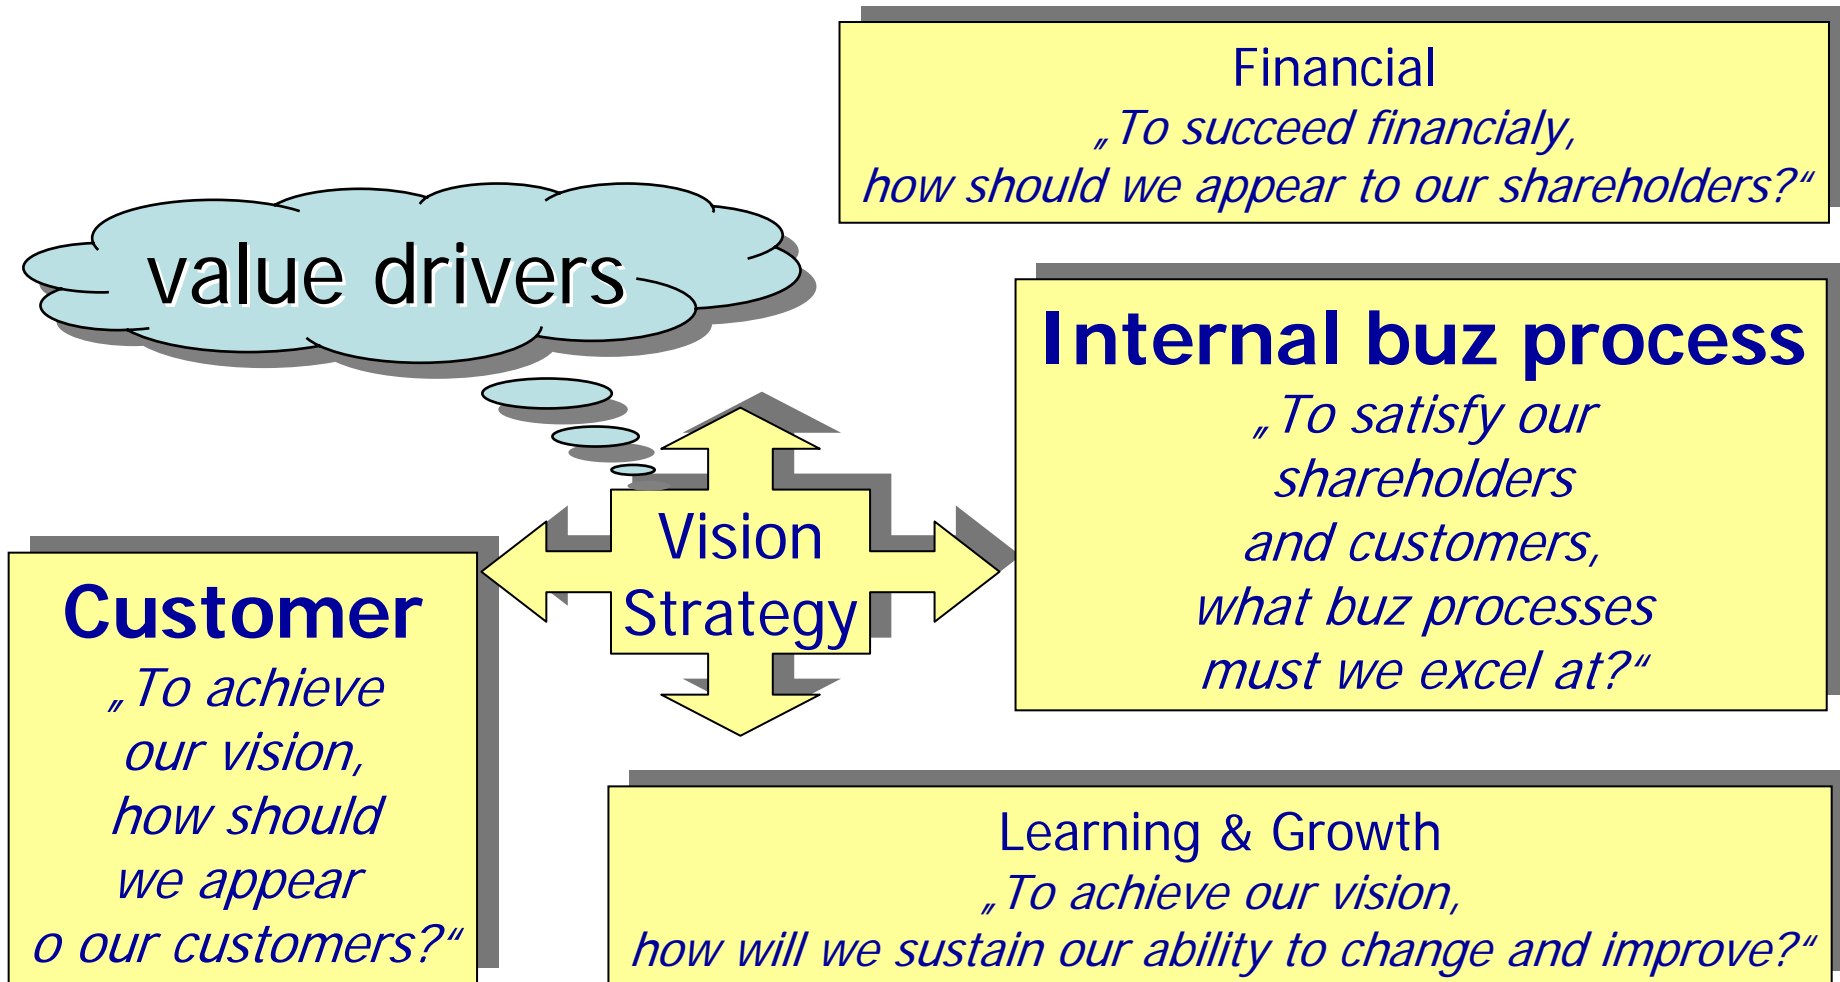 Financial
„To succeed financialy,
how should we appear to our shareholders?“
value drivers
Internal buz process
„To satisfy our
shareholders
and customers,
what buz processes
must we excel at?“
Vision
Strategy
Customer
„To achieve
our vision,
how should
we appear
o our customers?“
Learning & Growth
„To achieve our vision,
how will we sustain our ability to change and improve?“